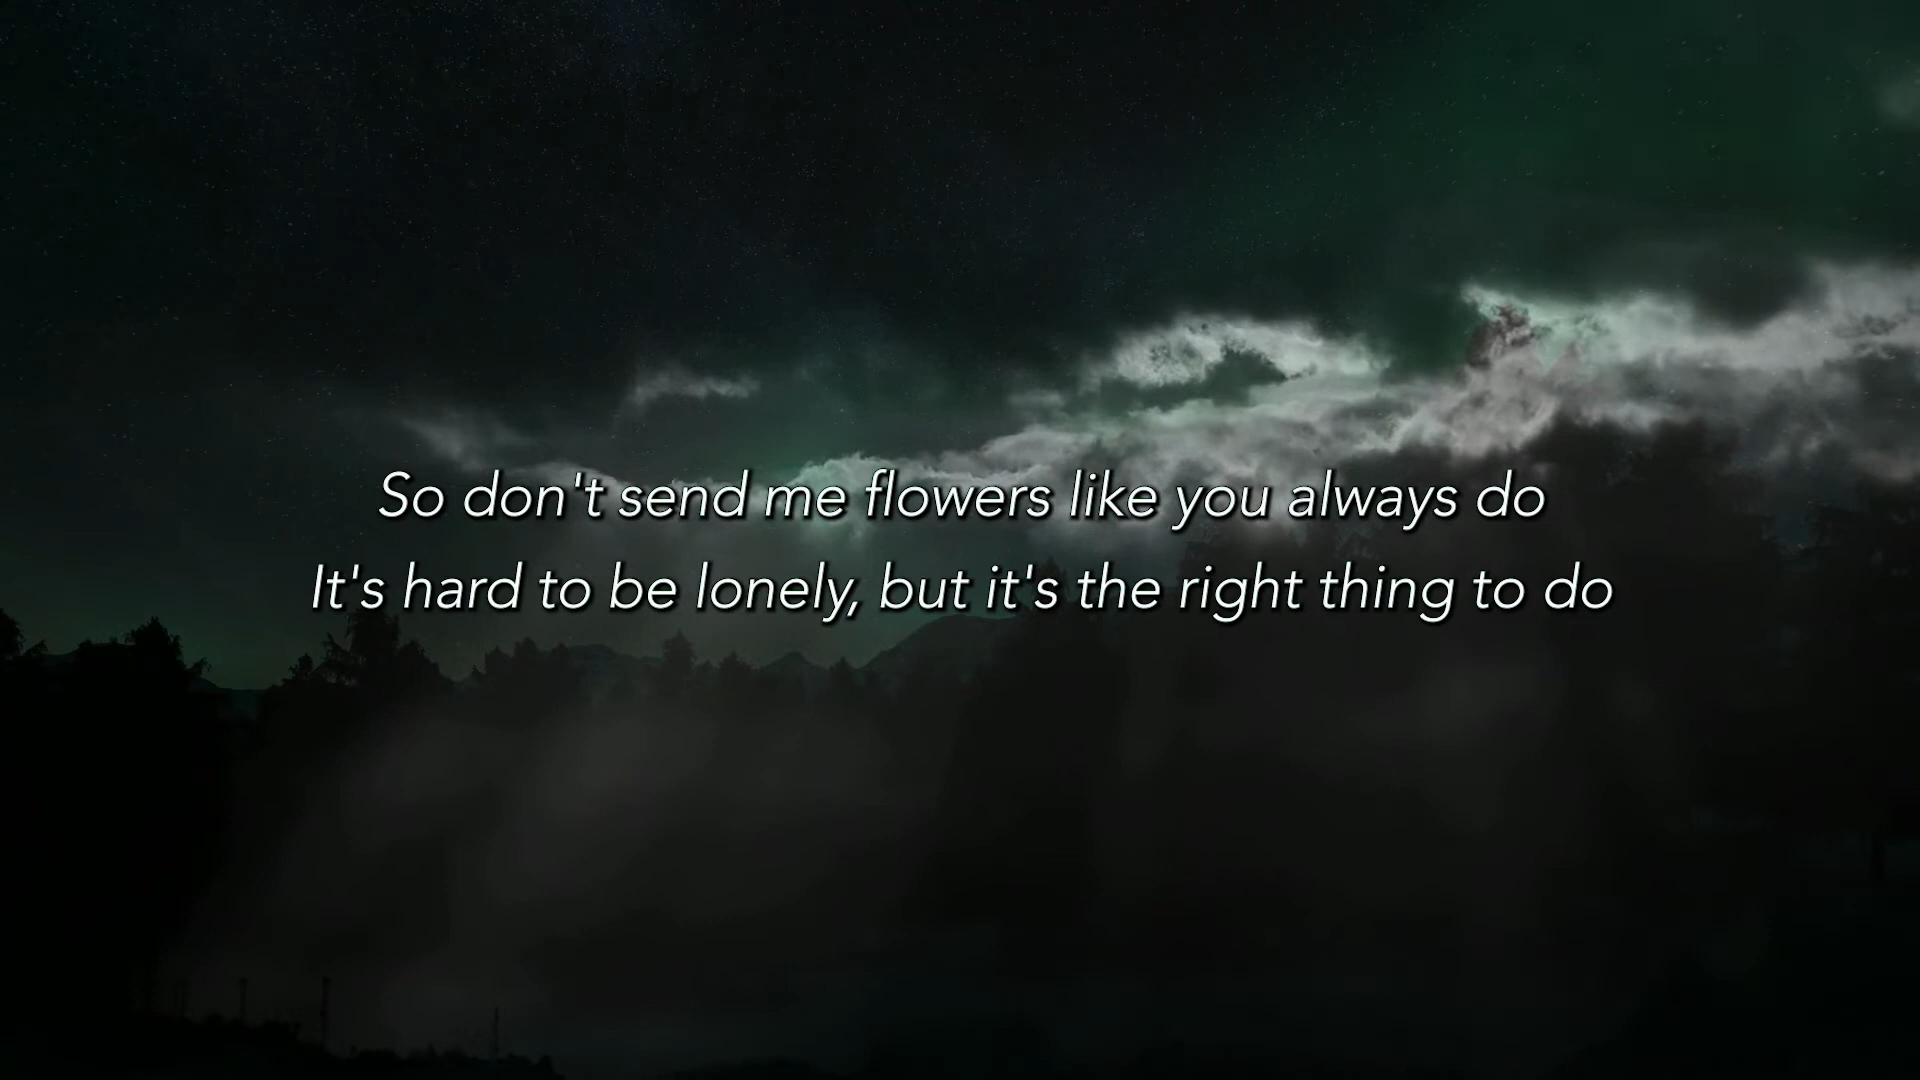 So don't send me flowers like you always do
It's hard to be lonely, but it's the right thing to do